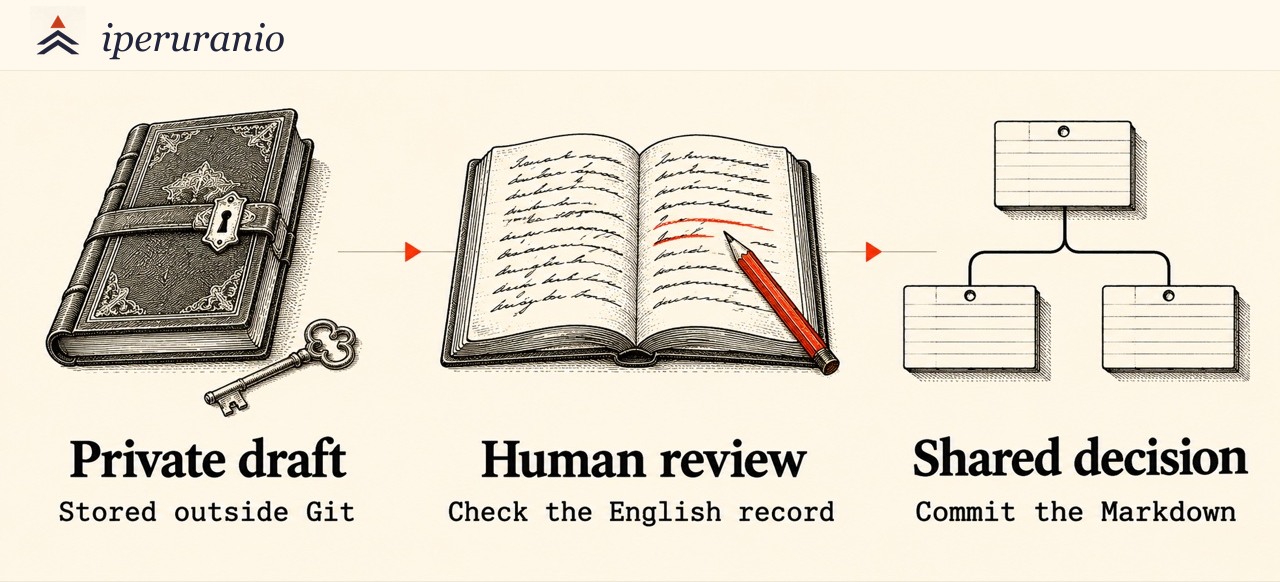 iperuranio
Private draft
Stored outside Git
Human review
Check the English record
Shared decision
Commit the Markdown